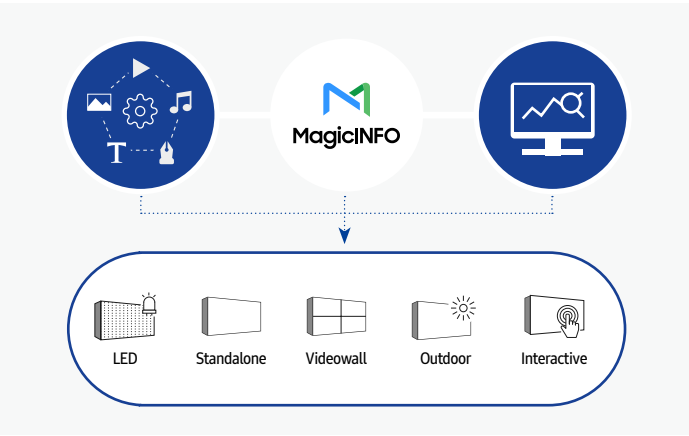 T
MagicINFO
LED
Standalone
Videowall
Outdoor
Interactive